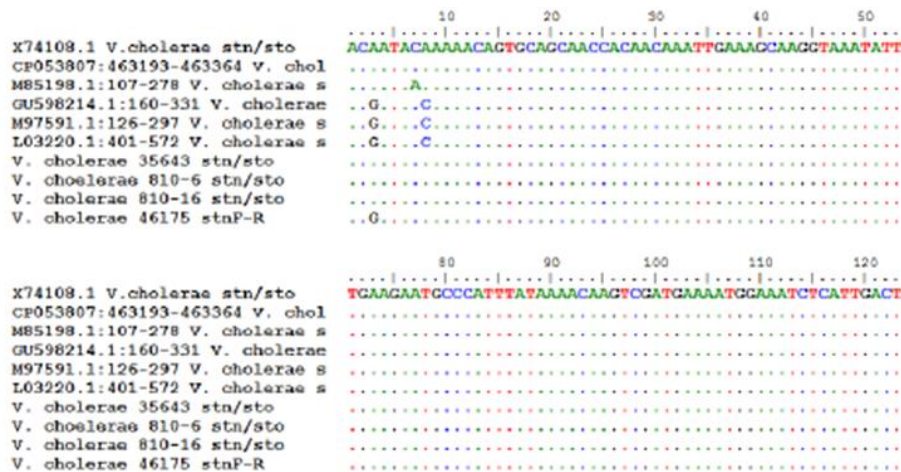 10 20 30 40 50
X74108.1 V.cholerae stn/sto ACAATACAAAAACAGTGCAGCAACCACAACAAATTGAAAGCAAGGTAAATATT
CP053807:463193-463364 V. chol .....................................................
M85198.1:107-278 V. cholerae s ......A..............................................
GU598214.1:160-331 V. cholerae ..G....C.............................................
M97591.1:126-297 V. cholerae s ..G....C.............................................
L03220.1:401-572 V. cholerae s ..G....C.............................................
V. cholerae 35643 stn/sto .....................................................
V. choelerae 810-6 stn/sto .....................................................
V. cholerae 810-16 stn/sto .....................................................
V. cholerae 46175 stnF-R ..G..................................................
80 90 100 110 120
X74108.1 V.cholerae stn/sto TGAAGAATGCCCATTTATAAAACAAGTCGATGAAAATGGAAATCTCATTGACT
CP053807:463193-463364 V. chol .....................................................
M85198.1:107-278 V. cholerae s .....................................................
GU598214.1:160-331 V. cholerae .....................................................
M97591.1:126-297 V. cholerae s .....................................................
L03220.1:401-572 V. cholerae s .....................................................
V. cholerae 35643 stn/sto .....................................................
V. choelerae 810-6 stn/sto .....................................................
V. cholerae 810-16 stn/sto .....................................................
V. cholerae 46175 stnF-R .....................................................